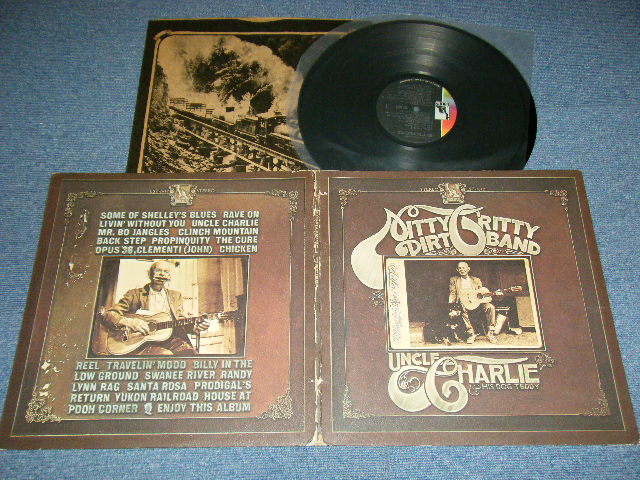 SOME OF SHELLEY'S BLUES RAVE ON
LIVIN' WITHOUT YOU UNCLE CHARLIE
MR. BO JANGLES CLINCH MOUNTAIN
BACK STEP PROPINQUITY THE CURE
OPUS 36, CLEMENTI (JOHN) CHICKEN
REEL TRAVELIN' MOOD BILLY IN THE
LOW GROUND SWANEE RIVER RANDY
LYNN RAG SANTA ROSA PRODIGAL'S
RETURN YUKON RAILROAD HOUSE AT
POOH CORNER ENJOY THIS ALBUM
STEREO
NITTY GRITTY
DIRT BAND
UNCLE CHARLIE
AND HIS DOG TEDDY